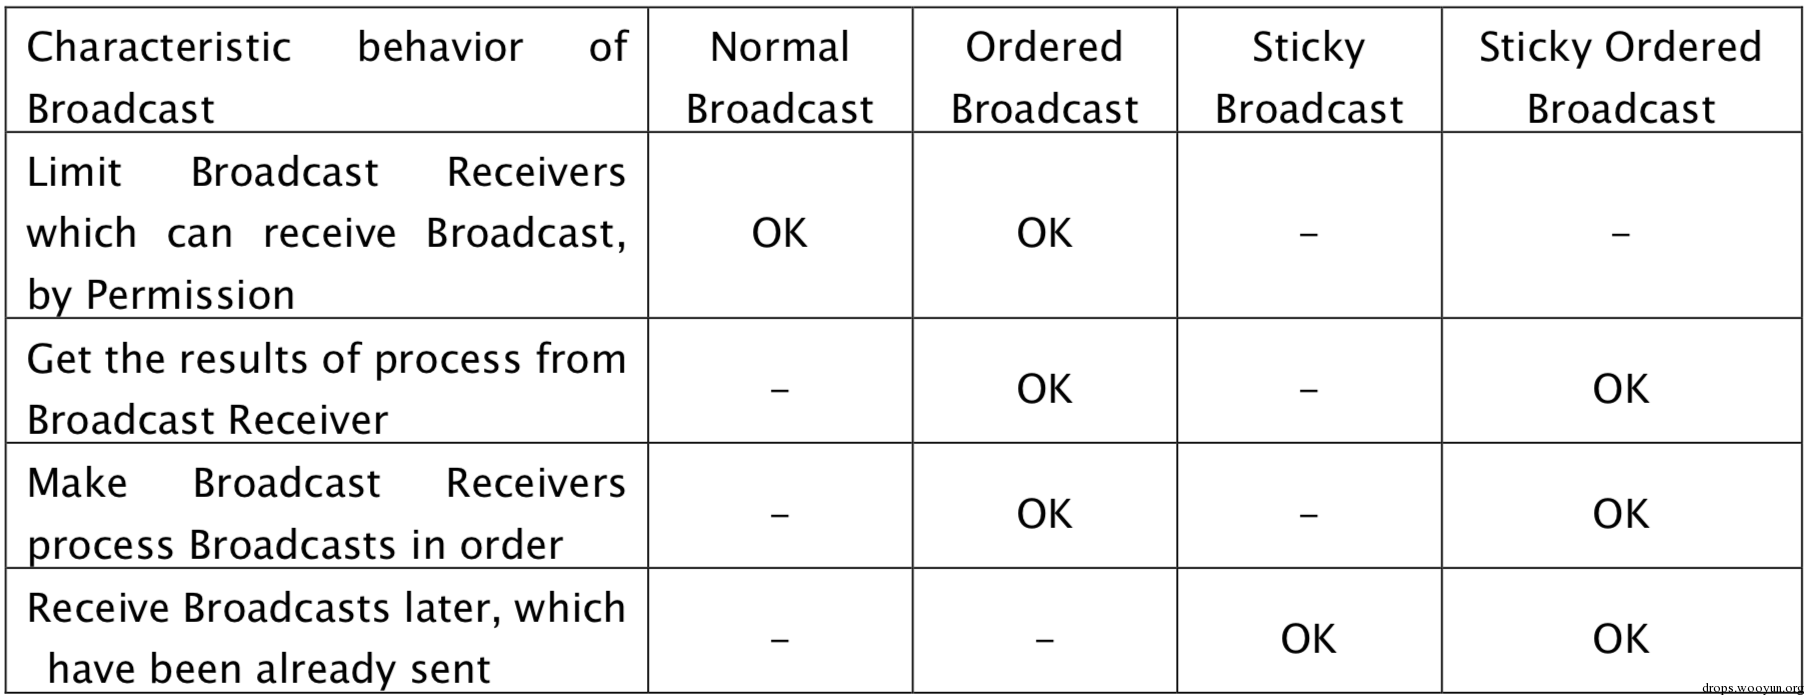 Characteristic behavior of
Broadcast
Normal
Broadcast
Ordered
Broadcast
Sticky
Broadcast
Sticky Ordered
Broadcast
Limit Broadcast Receivers
which can receive Broadcast,
by Permission
OK
OK
–
–
Get the results of process from
Broadcast Receiver
–
OK
–
OK
Make Broadcast Receivers
process Broadcasts in order
–
OK
–
OK
Receive Broadcasts later, which
have been already sent
–
–
OK
OK
drops.wooyun.org